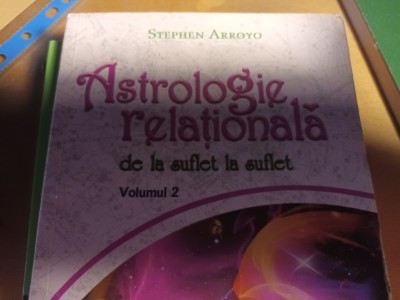 STEPHEN ARROYO
Astrologie
relațională
de la suflet la suflet
Volumul 2